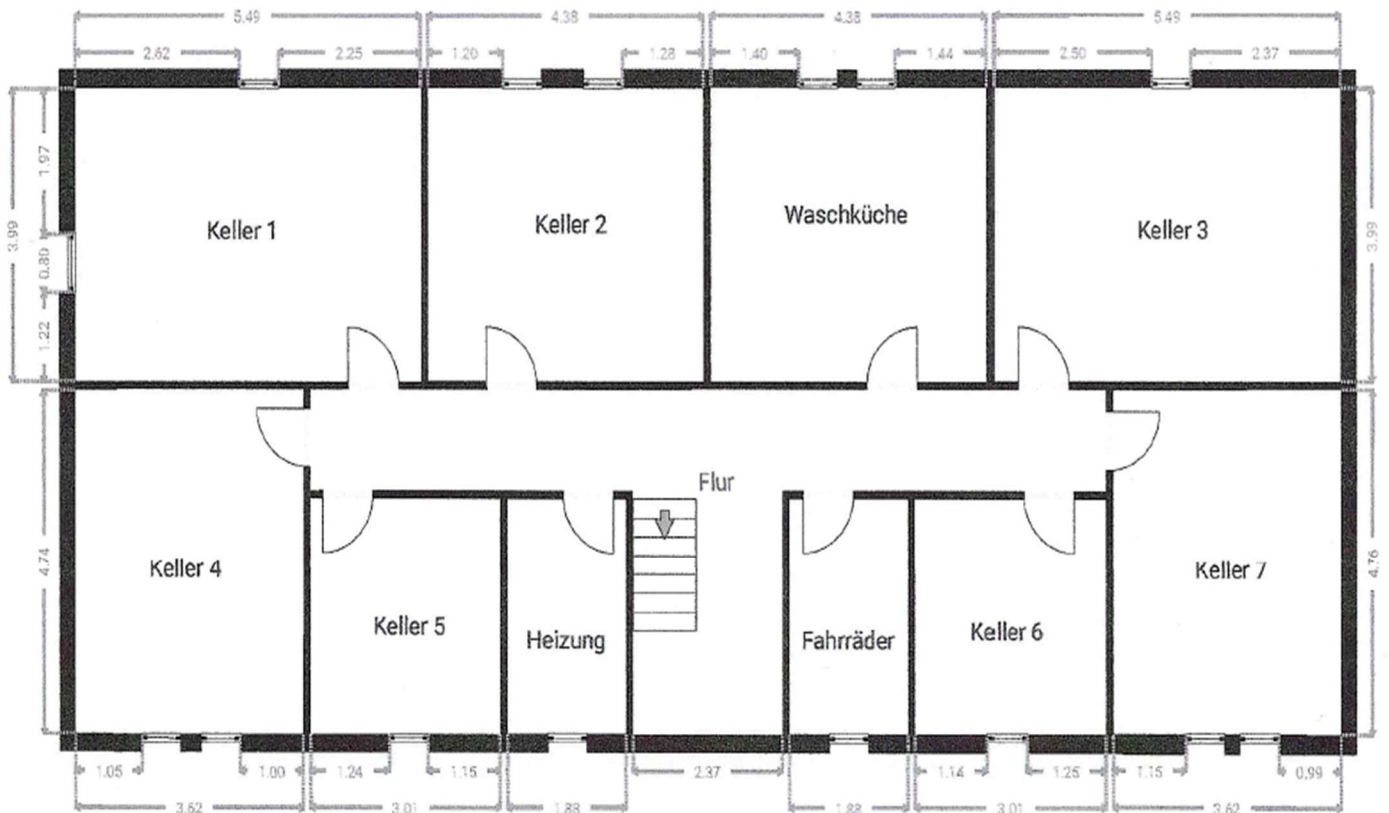 5.49 4.38 4.38 5.49
2.62 2.25 1.20 1.28 1.40 1.44 2.50 2.37
3.99
1.97
0.80
1.22
3.99
Keller 1
Keller 2
Waschküche
Keller 3
Flur
4.74
4.76
Keller 4
Keller 5
Heizung
Fahrräder
Keller 6
Keller 7
1.05 1.00 1.24 1.15 2.37 1.14 1.25 1.15 0.99
3.62 3.01 1.88 1.88 3.01 3.62